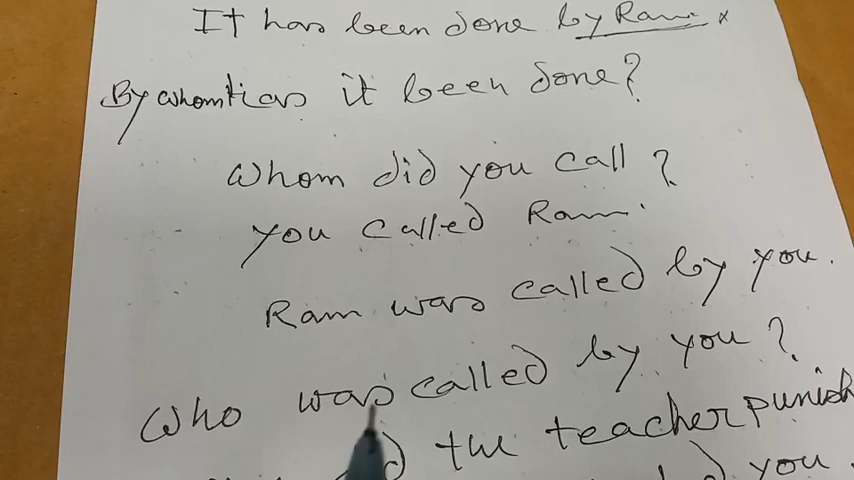 It has been done by Ram x
By whom has it been done?
Whom did you call?
You called Ram.
Ram was called by you.
Who was called by you?
the teacher punish
you.